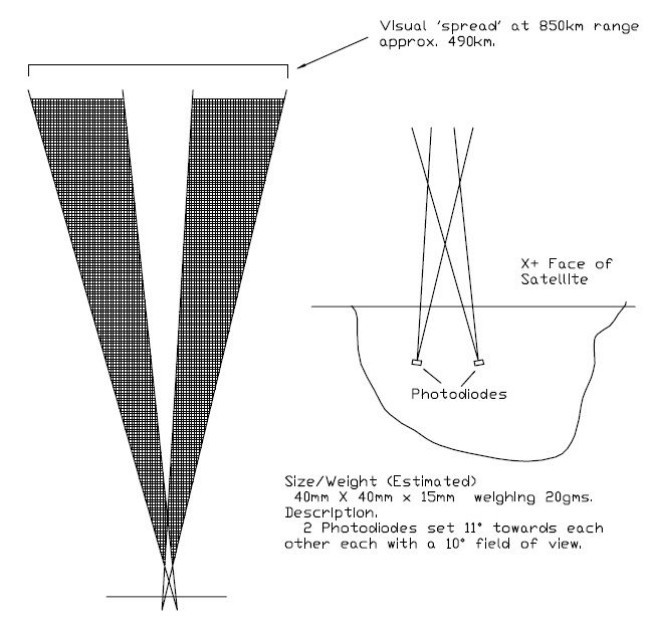 Visual 'spread' at 850km range
approx. 490km.
X+ Face of
Satellite
Photodiodes
Size/Weight (Estimated)
40mm X 40mm x 15mm weighing 20gms.
Description.
2 Photodiodes set 11° towards each
other each with a 10° field of view.